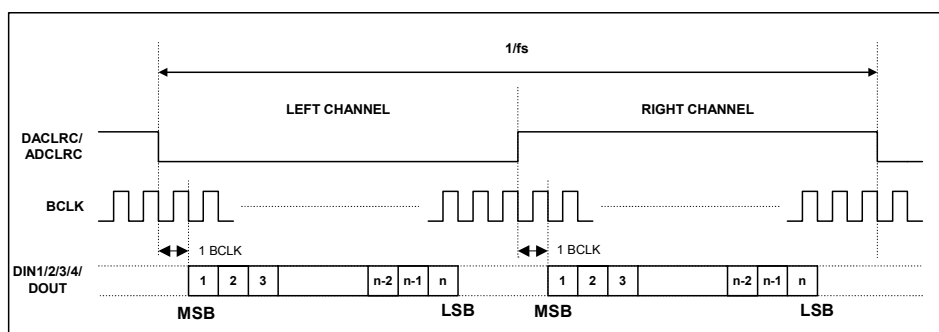 1/fs
LEFT CHANNEL RIGHT CHANNEL
DACLRC/
ADCLRC
BCLK
1 BCLK 1 BCLK
DIN1/2/3/4/
DOUT
1 2 3 n-2 n-1 n 1 2 3 n-2 n-1 n
MSB LSB MSB LSB